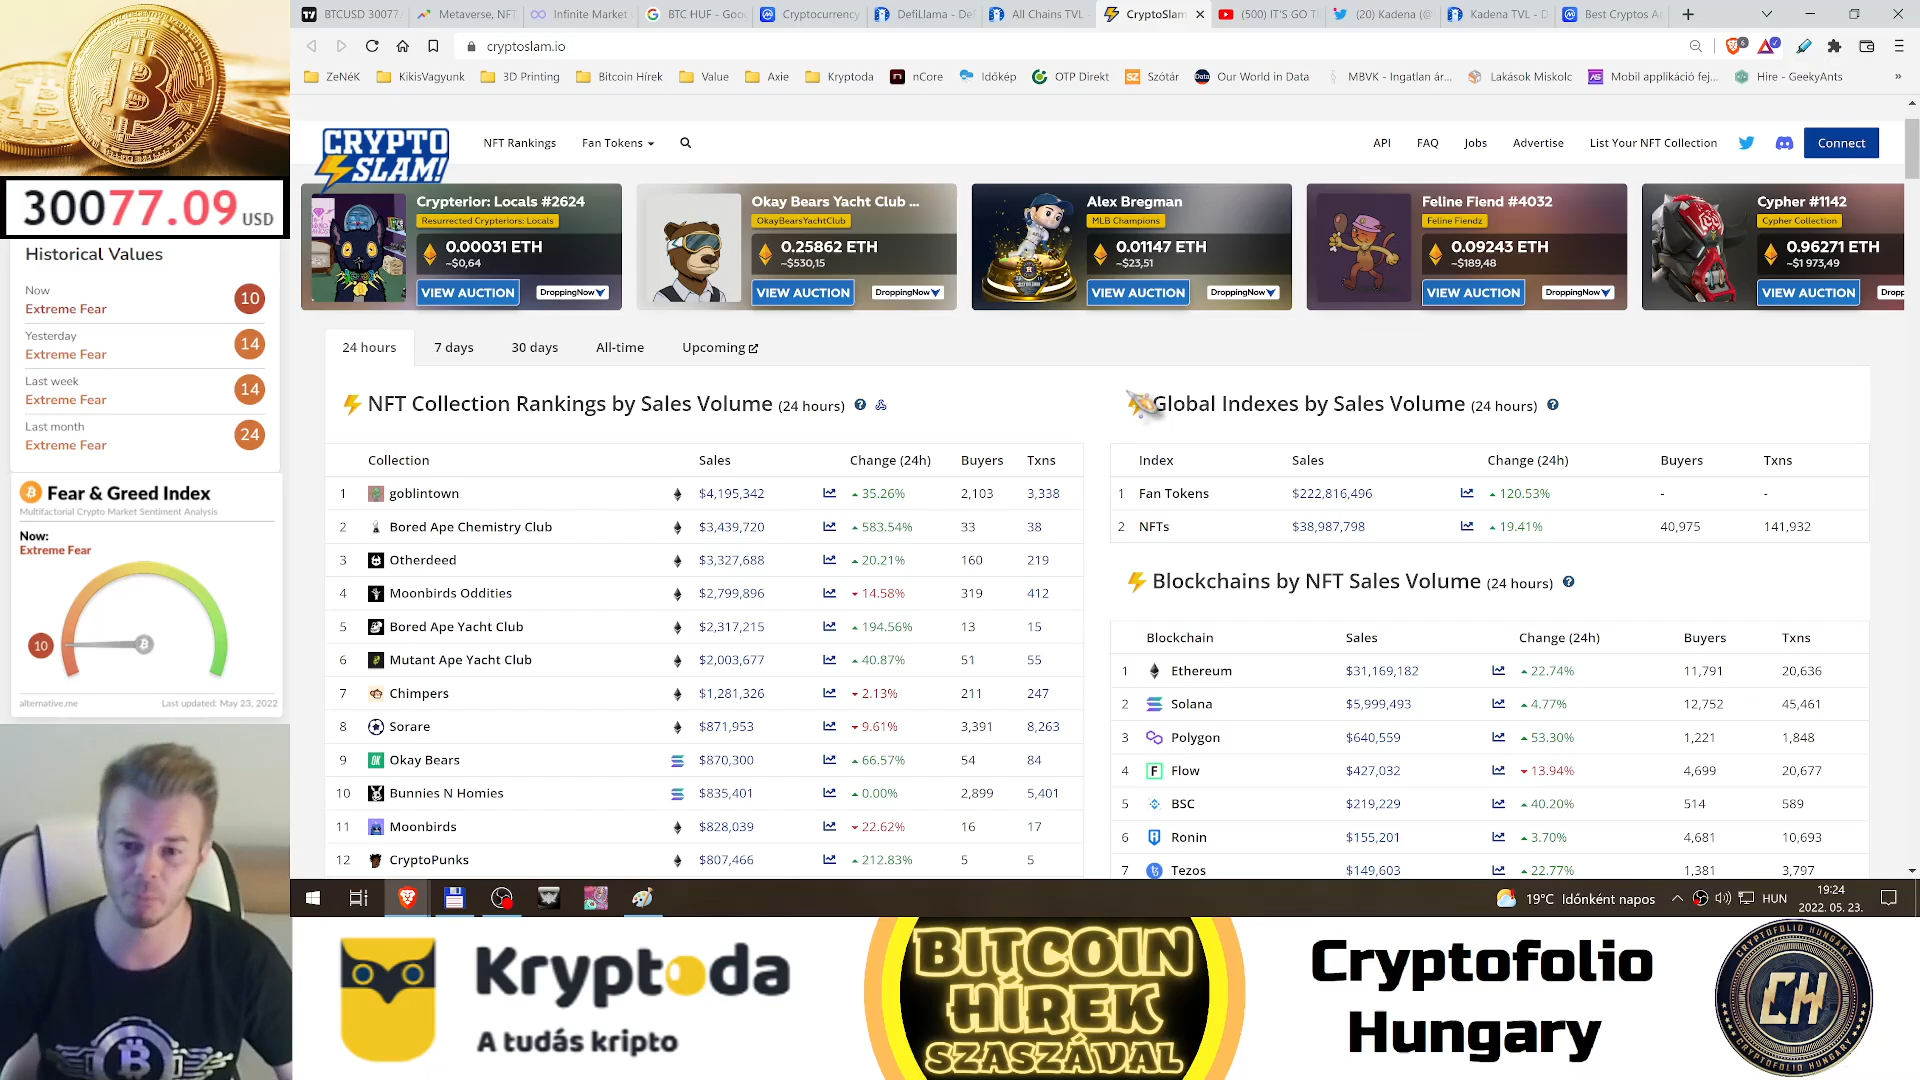 30077.09 USD
Historical Values
Now
Extreme Fear
10
Yesterday
Extreme Fear
14
Last week
Extreme Fear
14
Last month
Extreme Fear
24
Fear & Greed Index
Multifactorial Crypto Market Sentiment Analysis
Now:
Extreme Fear
10
alternative.me Last updated: May 23, 2022
BTCUSD 30077 Metaverse, NFT Infinite Market BTC HUF - Goo Cryptocurrency DefiLlama - De All Chains TVL CryptoSlam (500) IT'S GO T (20) Kadena (@ Kadena TVL - D Best Cryptos A
cryptoslam.io
ZeNéK KikisVagyunk 3D Printing Bitcoin Hírek Value Axie Kryptoda nCore Időkép OTP Direkt Szótár Our World in Data MBVK - Ingatlan ár... Lakások Miskolc Mobil applikáció fej... Hire - GeekyAnts
CRYPTO SLAM!
NFT Rankings Fan Tokens API FAQ Jobs Advertise List Your NFT Collection Connect
Crypterior: Locals #2624
Resurrected Crypteriors: Locals
0.00031 ETH
~$0,64
VIEW AUCTION DroppingNow
Okay Bears Yacht Club ...
OkayBearsYachtClub
0.25862 ETH
~$530,15
VIEW AUCTION DroppingNow
Alex Bregman
MLB Champions
0.01147 ETH
~$23,51
VIEW AUCTION DroppingNow
Feline Fiend #4032
Feline Fiendz
0.09243 ETH
~$189,48
VIEW AUCTION DroppingNow
Cypher #1142
Cypher Collection
0.96271 ETH
~$1 973,49
VIEW AUCTION Dropp
24 hours 7 days 30 days All-time Upcoming
NFT Collection Rankings by Sales Volume (24 hours)
Collection Sales Change (24h) Buyers Txns
1 goblintown $4,195,342 35.26% 2,103 3,338
2 Bored Ape Chemistry Club $3,439,720 583.54% 33 38
3 Otherdeed $3,327,688 20.21% 160 219
4 Moonbirds Oddities $2,799,896 14.58% 319 412
5 Bored Ape Yacht Club $2,317,215 194.56% 13 15
6 Mutant Ape Yacht Club $2,003,677 40.87% 51 55
7 Chimpers $1,281,326 2.13% 211 247
8 Sorare $871,953 9.61% 3,391 8,263
9 Okay Bears $870,300 66.57% 54 84
10 Bunnies N Homies $835,401 0.00% 2,899 5,401
11 Moonbirds $828,039 22.62% 16 17
12 CryptoPunks $807,466 212.83% 5 5
Global Indexes by Sales Volume (24 hours)
Index Sales Change (24h) Buyers Txns
1 Fan Tokens $222,816,496 120.53% - -
2 NFTs $38,987,798 19.41% 40,975 141,932
Blockchains by NFT Sales Volume (24 hours)
Blockchain Sales Change (24h) Buyers Txns
1 Ethereum $31,169,182 22.74% 11,791 20,636
2 Solana $5,999,493 4.77% 12,752 45,461
3 Polygon $640,559 53.30% 1,221 1,848
4 Flow $427,032 13.94% 4,699 20,677
5 BSC $219,229 40.20% 514 589
6 Ronin $155,201 3.70% 4,681 10,693
7 Tezos $149,603 22.77% 1,381 3,797
19°C Időnként napos HUN 19:24
2022. 05. 23.
Kryptoda
A tudás kripto
BITCOIN
HÍREK
SZASZÁVAL
Cryptofolio
Hungary
CRYPTOFOLIO HUNGARY
CH
CRYPTOFOLIO HUNGARY